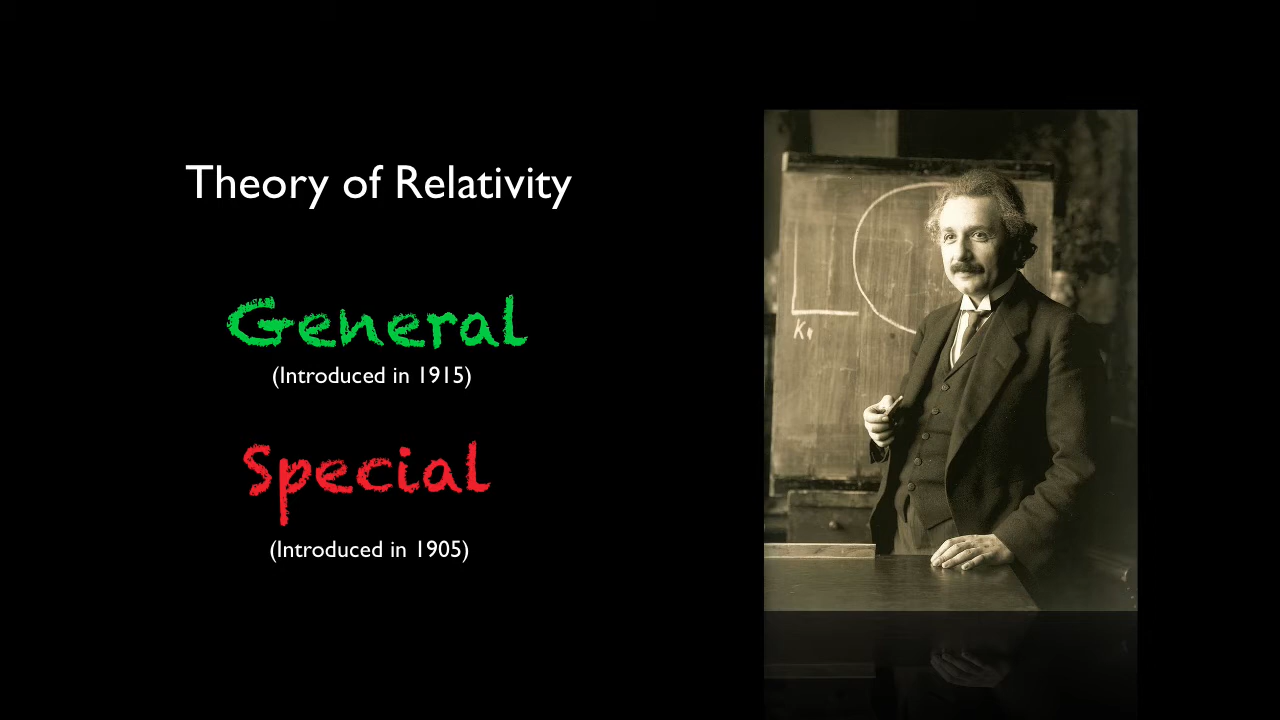 Theory of Relativity
General
(Introduced in 1915)
Special
(Introduced in 1905)
K